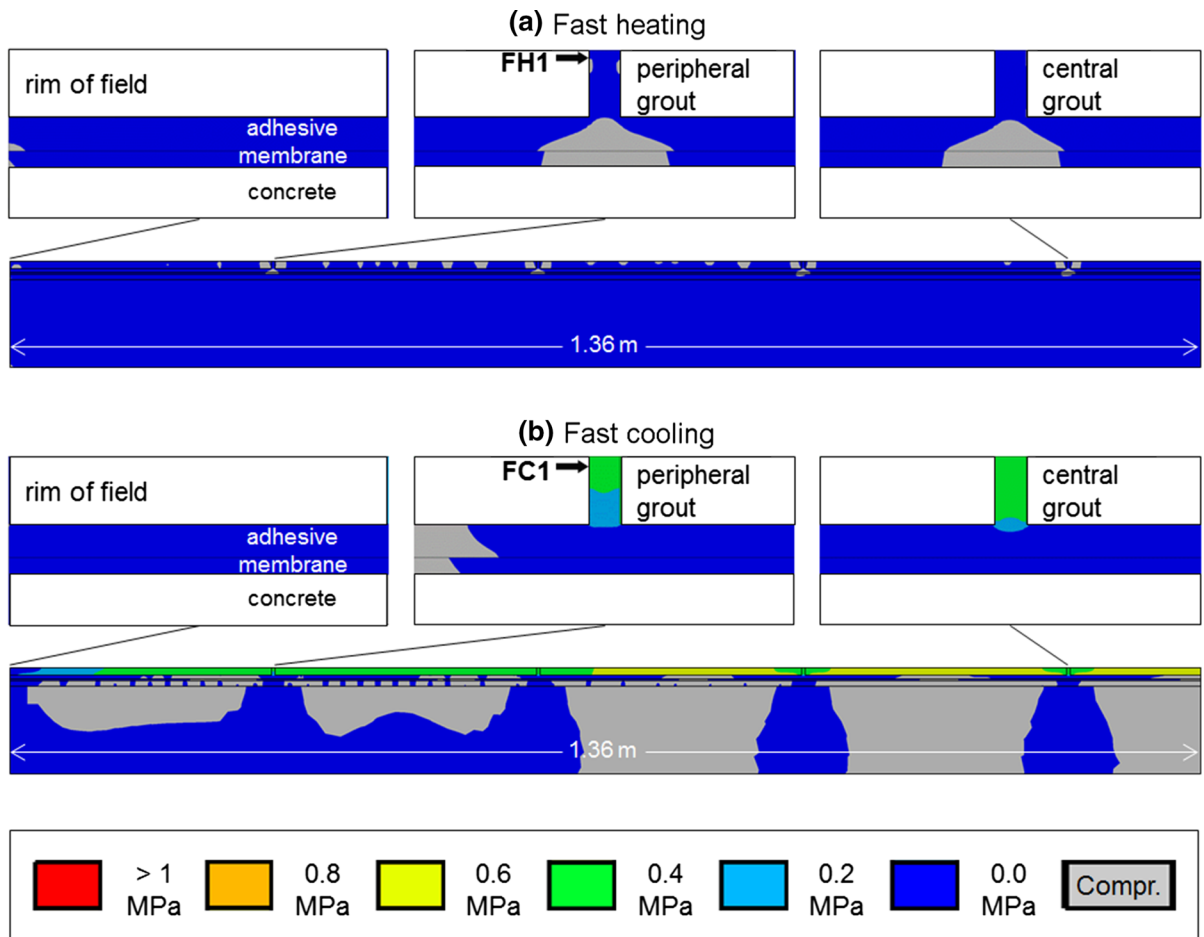 (a) Fast heating
rim of field
adhesive
membrane
concrete
FH1
peripheral
grout
central
grout
1.36 m
(b) Fast cooling
rim of field
adhesive
membrane
concrete
FC1
peripheral
grout
central
grout
1.36 m
> 1
MPa
0.8
MPa
0.6
MPa
0.4
MPa
0.2
MPa
0.0
MPa
Compr.